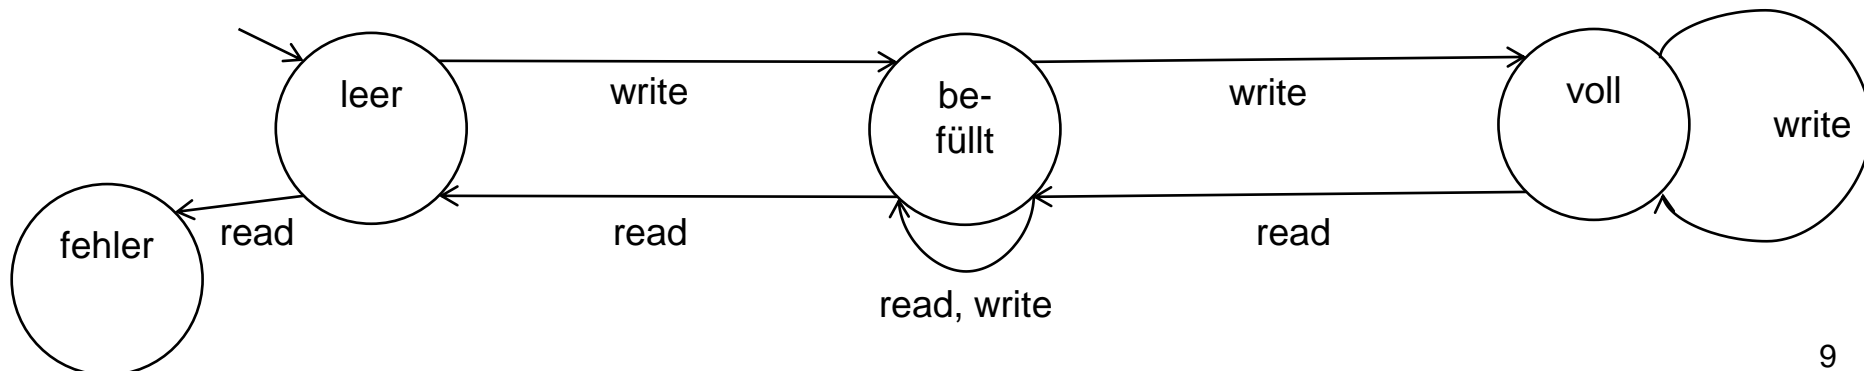 leer
write
be-
füllt
write
voll
write
fehler
read
read
read
read, write
9